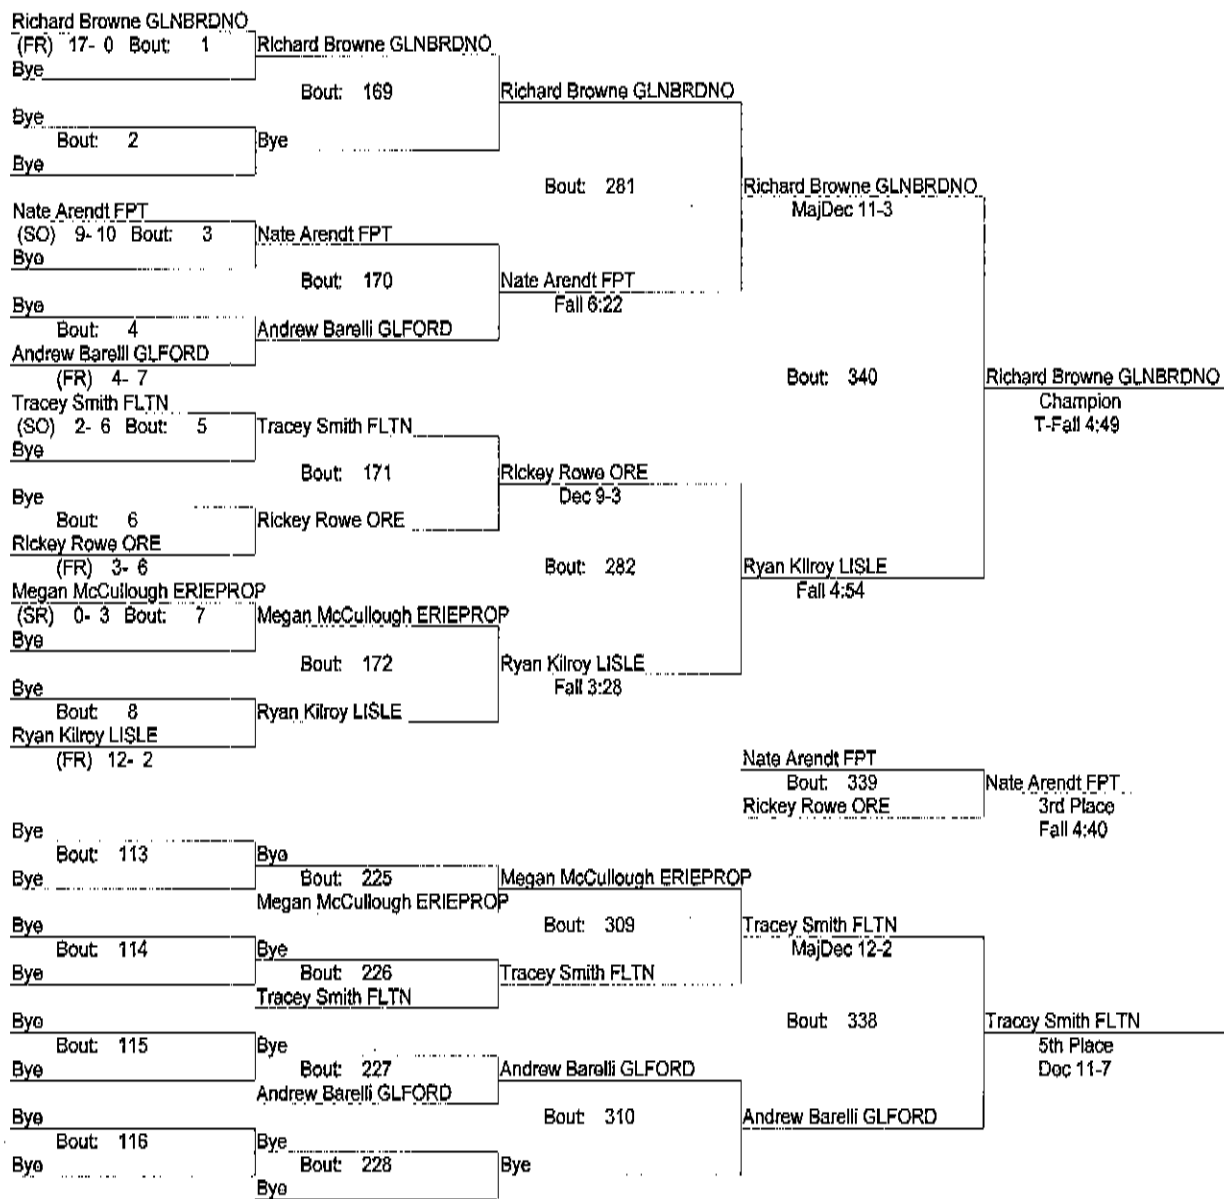 Richard Browne GLNBRDNO
(FR) 17- 0 Bout: 1
Richard Browne GLNBRDNO
Bye
Bout: 169
Richard Browne GLNBRDNO
Bye
Bout: 2
Bye
Bye
Bout: 281
Richard Browne GLNBRDNO
MajDec 11-3
Nate Arendt FPT
(SO) 9- 10 Bout: 3
Nate Arendt FPT
Bye
Bout: 170
Nate Arendt FPT
Fall 6:22
Bye
Bout: 4
Andrew Barelli GLFORD
Andrew Barelli GLFORD
(FR) 4- 7
Bout: 340
Richard Browne GLNBRDNO
Champion
T-Fall 4:49
Tracey Smith FLTN
(SO) 2- 6 Bout: 5
Tracey Smith FLTN
Bye
Bout: 171
Rickey Rowe ORE
Dec 9-3
Bye
Bout: 6
Rickey Rowe ORE
Rickey Rowe ORE
(FR) 3- 6
Bout: 282
Ryan Kilroy LISLE
Fall 4:54
Megan McCullough ERIEPROP
(SR) 0- 3 Bout: 7
Megan McCullough ERIEPROP
Bye
Bout: 172
Ryan Kilroy LISLE
Fall 3:28
Bye
Bout: 8
Ryan Kilroy LISLE
Ryan Kilroy LISLE
(FR) 12- 2
Nate Arendt FPT
Bout: 339
Nate Arendt FPT
Rickey Rowe ORE
3rd Place
Fall 4:40
Bye
Bout: 113
Bye
Bye
Bout: 225
Megan McCullough ERIEPROP
Megan McCullough ERIEPROP
Bye
Bout: 309
Tracey Smith FLTN
MajDec 12-2
Bout: 114
Bye
Bye
Bout: 226
Tracey Smith FLTN
Tracey Smith FLTN
Bye
Bout: 338
Tracey Smith FLTN
5th Place
Dec 11-7
Bout: 115
Bye
Bye
Bout: 227
Andrew Barelli GLFORD
Andrew Barelli GLFORD
Bye
Bout: 310
Andrew Barelli GLFORD
Bout: 116
Bye
Bye
Bout: 228
Bye
Bye